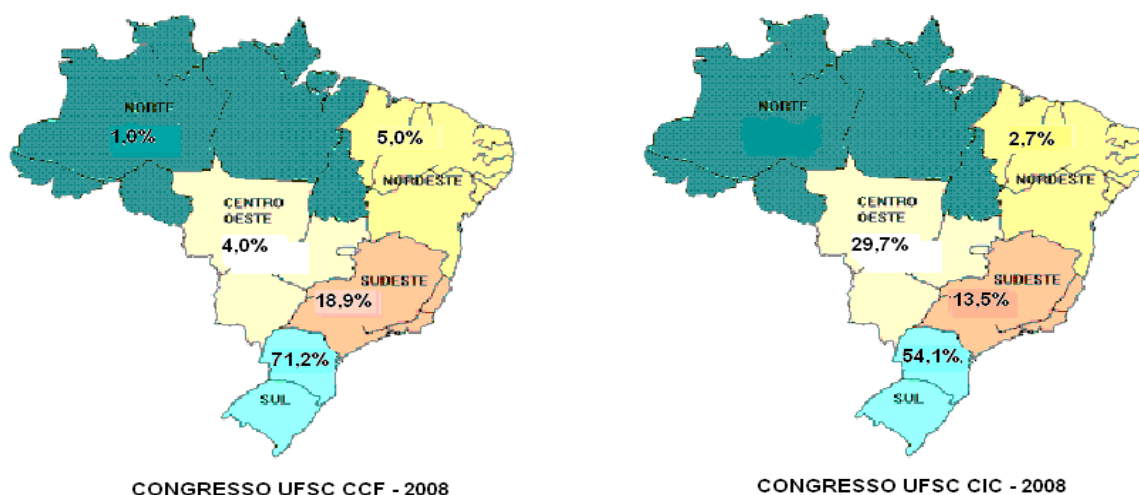 NORTE
1,0%
5,0%
NORDESTE
CENTRO
OESTE
4,0%
SUDESTE
18,9%
71,2%
SUL
CONGRESSO UFSC CCF - 2008
NORTE
2,7%
NORDESTE
CENTRO
OESTE
29,7%
SUDESTE
13,5%
54,1%
SUL
CONGRESSO UFSC CIC - 2008